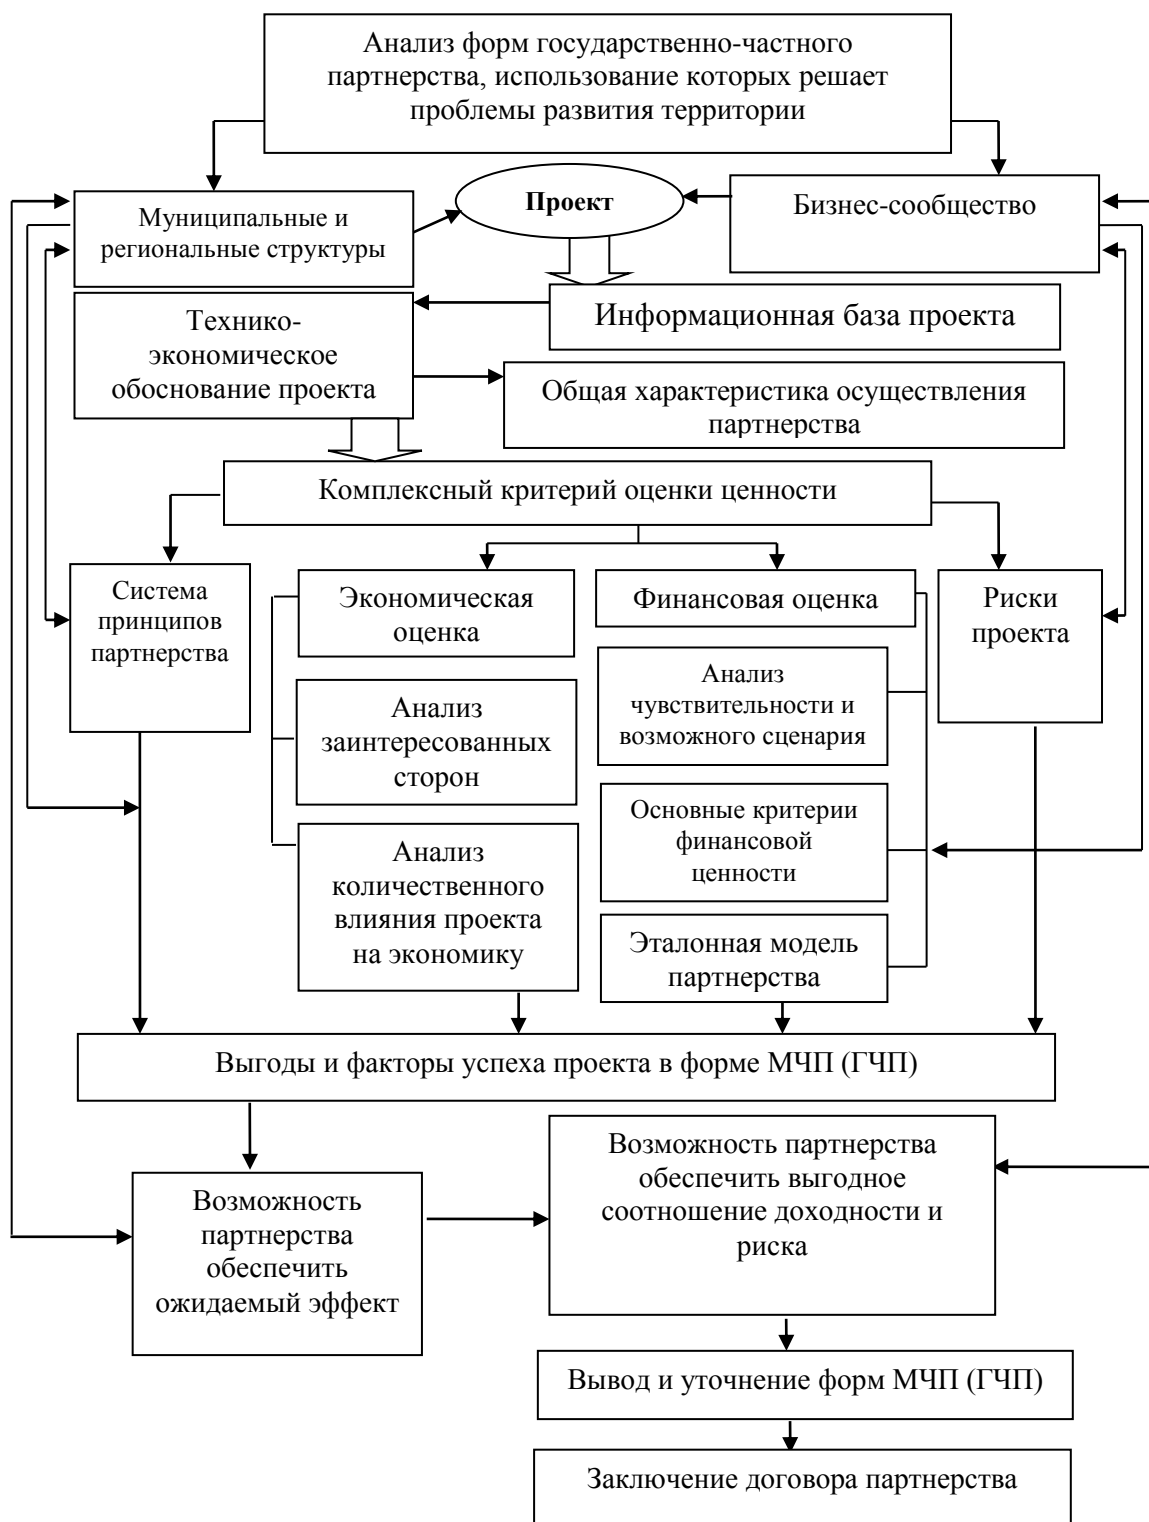 Анализ форм государственно-частного
партнерства, использование которых решает
проблемы развития территории
Муниципальные и
региональные структуры
Проект
Бизнес-сообщество
Технико-
экономическое
обоснование проекта
Информационная база проекта
Общая характеристика осуществления
партнерства
Комплексный критерий оценки ценности
Система
принципов
партнерства
Экономическая
оценка
Финансовая оценка
Риски
проекта
Анализ
заинтересованных
сторон
Анализ
чувствительности и
возможного сценария
Анализ
количественного
влияния проекта
на экономику
Основные критерии
финансовой
ценности
Эталонная модель
партнерства
Выгоды и факторы успеха проекта в форме МЧП (ГЧП)
Возможность
партнерства
обеспечить
ожидаемый эффект
Возможность партнерства
обеспечить выгодное
соотношение доходности и
риска
Вывод и уточнение форм МЧП (ГЧП)
Заключение договора партнерства